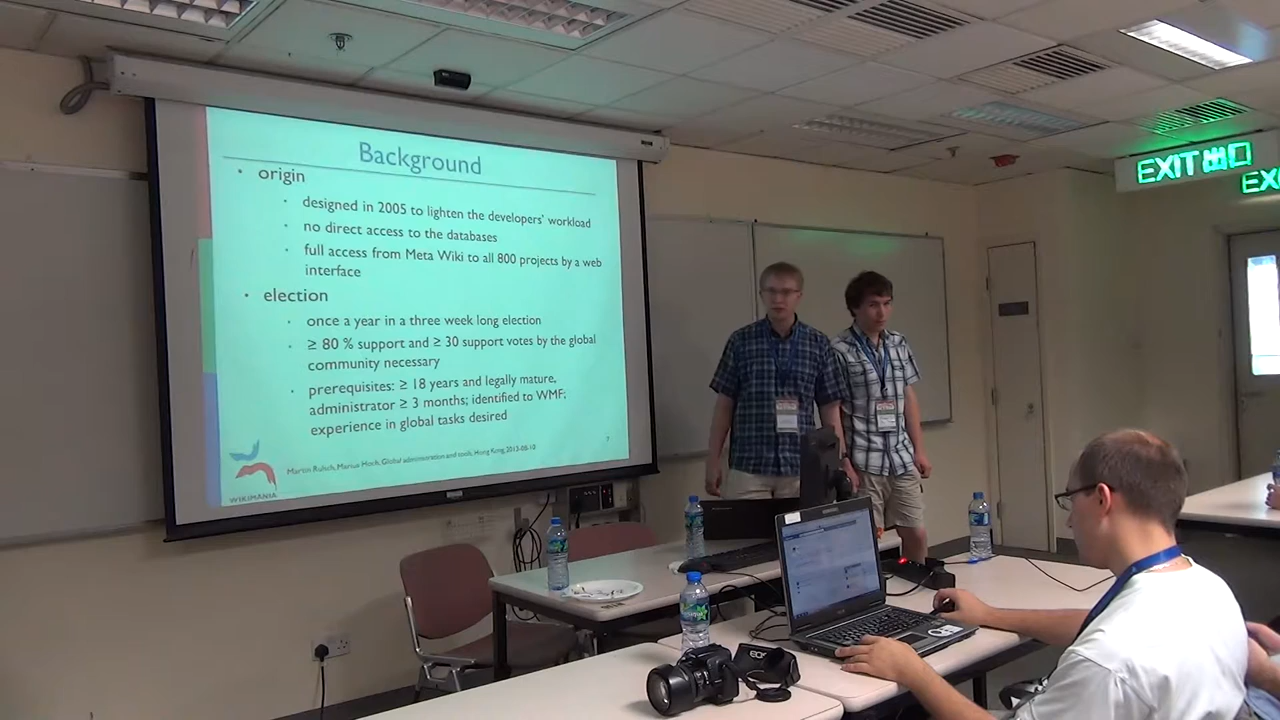 Background
• origin
• designed in 2005 to lighten the developers' workload
• no direct access to the databases
• full access from Meta Wiki to all 800 projects by a web
interface
• election
• once a year in a three week long election
• ≥ 80 % support and ≥ 30 support votes by the global
community necessary
• prerequisites: ≥ 18 years and legally mature,
administrator ≥ 3 months; identified to WMF;
experience in global tasks desired
7
Martin Rulsch, Marius Hoch, Global administration and tools, Hong Kong 2013-08-10
WIKIMANIA
EXIT 出口
EX
EOS